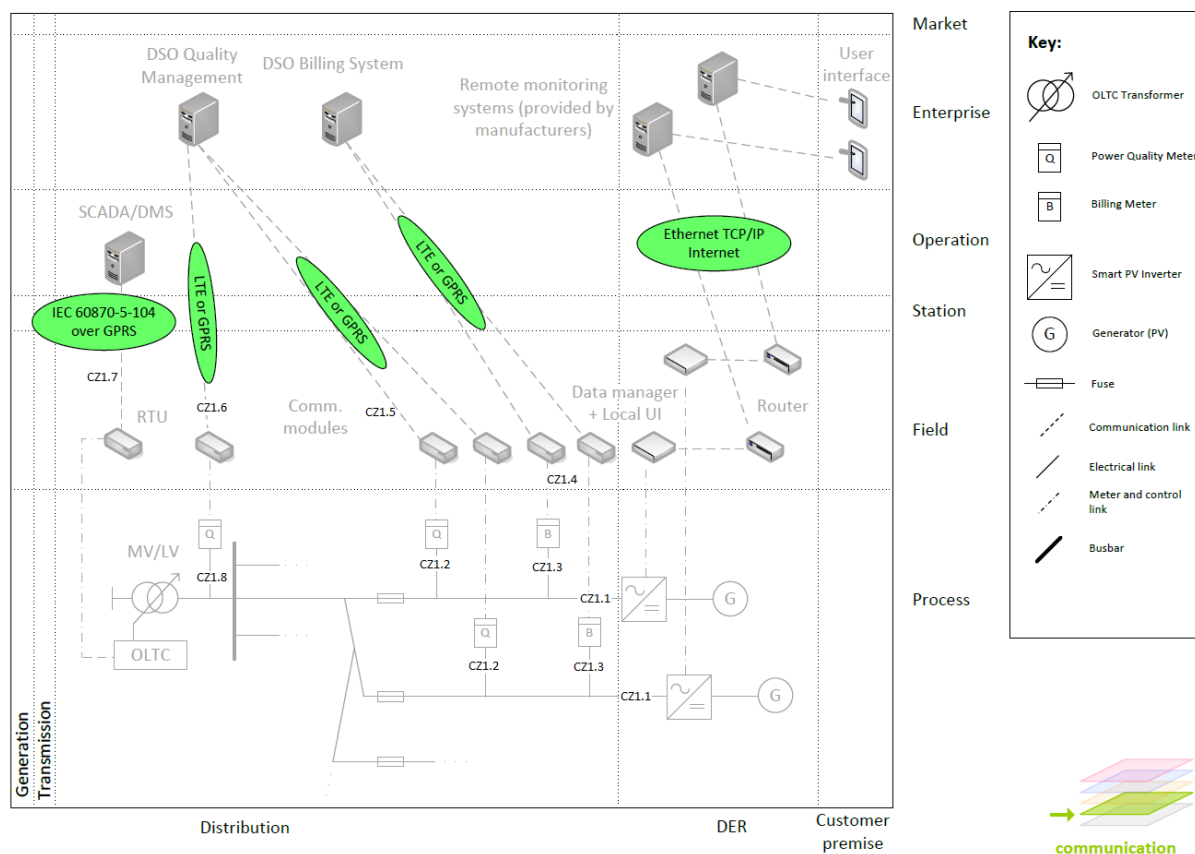 DSO Quality
Management
DSO Billing System
Remote monitoring
systems (provided by
manufacturers)
User
interface
SCADA/DMS
IEC 60870-5-104
over GPRS
LTE or GPRS
LTE or GPRS
LTE or GPRS
Ethernet TCP/IP
Internet
CZ1.7
RTU
CZ1.6
Comm.
modules
CZ1.5
Data manager
+ Local UI
Router
CZ1.4
MV/LV
Q
CZ1.8
OLTC
Q
CZ1.2
B
CZ1.3
CZ1.1
G
Q
CZ1.2
B
CZ1.3
CZ1.1
G
Generation
Transmission
Distribution
DER
Customer
premise
Market
Enterprise
Operation
Station
Field
Process
Key:
OLTC Transformer
Q
Power Quality Meter
B
Billing Meter
Smart PV Inverter
G
Generator (PV)
Fuse
Communication link
Electrical link
Meter and control
link
Busbar
communication